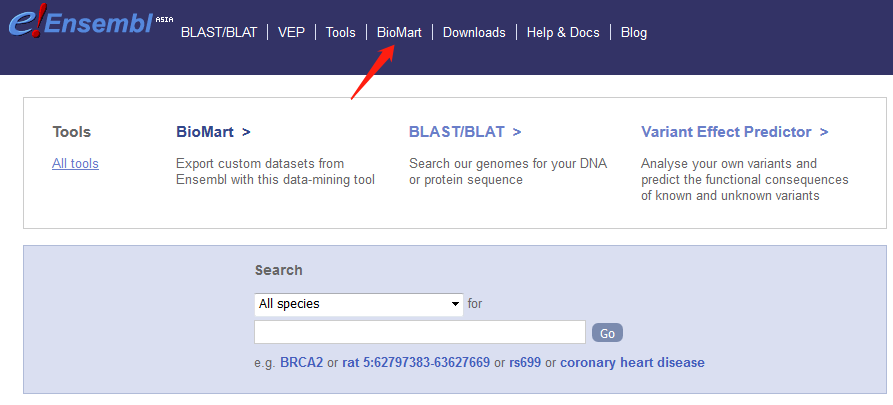 e!Ensembl ASIA BLAST/BLAT VEP Tools BioMart Downloads Help & Docs Blog
Tools
All tools
BioMart >
Export custom datasets from
Ensembl with this data-mining tool
BLAST/BLAT >
Search our genomes for your DNA
or protein sequence
Variant Effect Predictor >
Analyse your own variants and
predict the functional consequences
of known and unknown variants
Search
All species for
Go
e.g. BRCA2 or rat 5:62797383-63627669 or rs699 or coronary heart disease